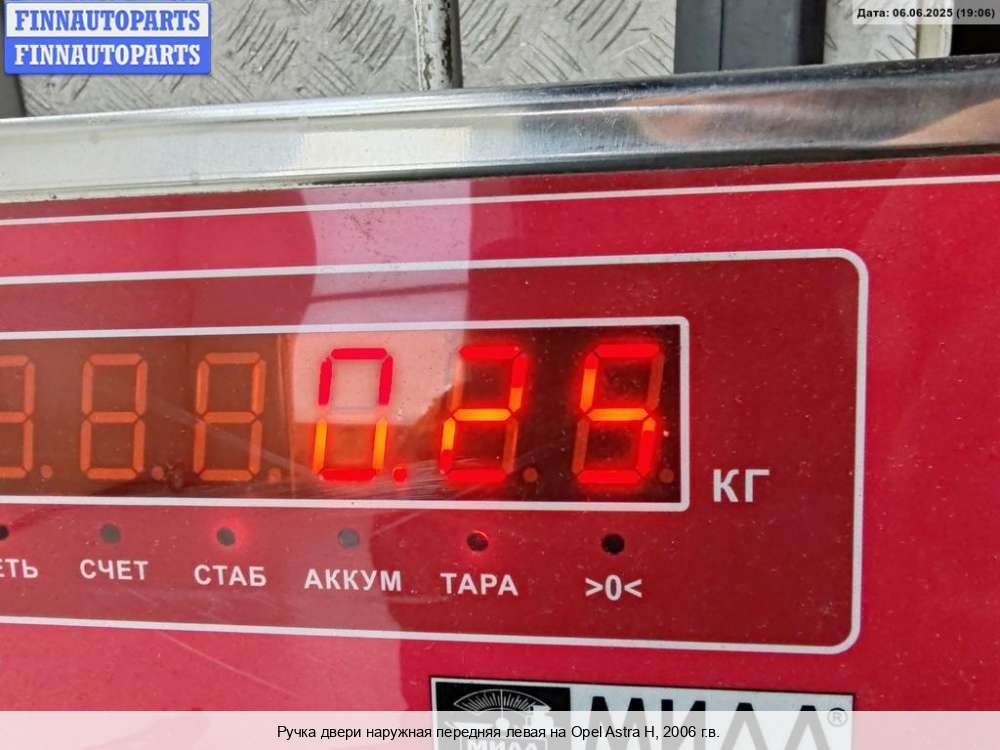 FINNAUTOPARTS
FINNAUTOPARTS
Дата: 06.06.2025 (19:06)
0.25
КГ
СЧЕТ СТАБ АККУМ ТАРА >0<
®
Ручка двери наружная передняя левая на Opel Astra H, 2006 г.в.